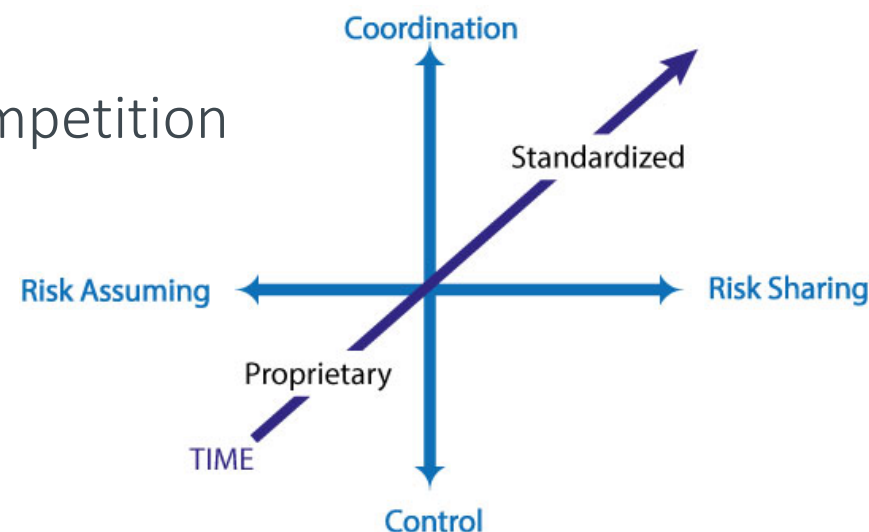 Coordination
mpetition
Standardized
Risk Assuming
Risk Sharing
Proprietary
TIME
Control